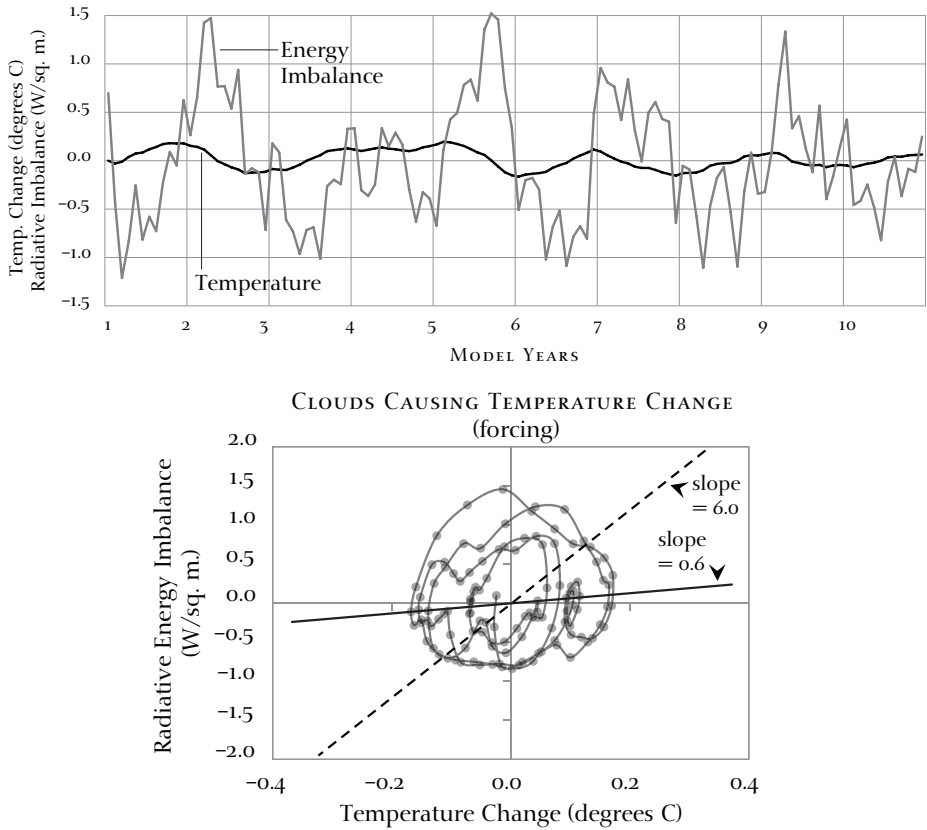 Temp. Change (degrees C)
Radiative Imbalance (W/sq. m.)
1.5
1.0
0.5
0.0
−0.5
−1.0
−1.5
Energy
Imbalance
Temperature
1 2 3 4 5 6 7 8 9 10
Model Years
Clouds Causing Temperature Change
(forcing)
Radiative Energy Imbalance
(W/sq. m.)
2.0
1.5
1.0
0.5
0.0
−0.5
−1.0
−1.5
−2.0
slope
= 6.0
slope
= 0.6
−0.4 −0.2 0.0 0.2 0.4
Temperature Change (degrees C)